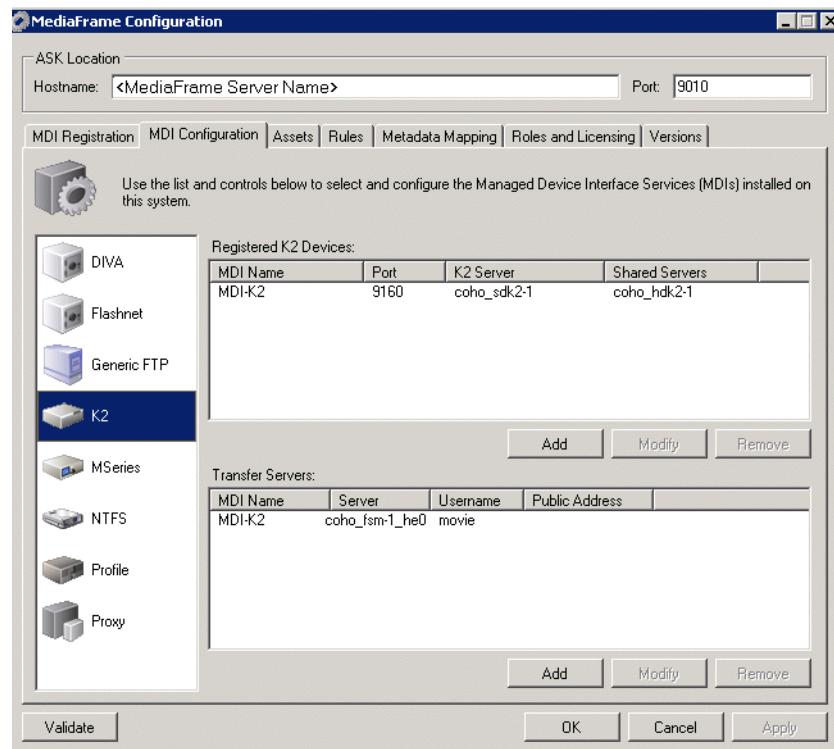 MediaFrame Configuration
ASK Location
Hostname: <MediaFrame Server Name> Port: 9010
MDI Registration MDI Configuration Assets Rules Metadata Mapping Roles and Licensing Versions
Use the list and controls below to select and configure the Managed Device Interface Services (MDIs) installed on
this system.
DIVA
Flashnet
Generic FTP
K2
MSeries
NTFS
Profile
Proxy
Registered K2 Devices:
MDI Name Port K2 Server Shared Servers
MDI-K2 9160 coho_sdk2-1 coho_hdk2-1
Add Modify Remove
Transfer Servers:
MDI Name Server Username Public Address
MDI-K2 coho_fsm-1_he0 movie
Add Modify Remove
Validate OK Cancel Apply